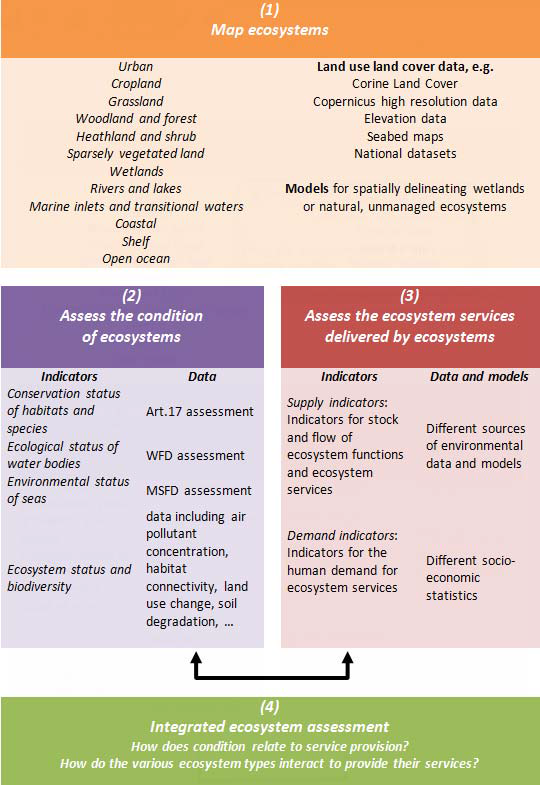 (1)
Map ecosystems
Urban
Cropland
Grassland
Woodland and forest
Heathland and shrub
Sparsely vegetated land
Wetlands
Rivers and lakes
Marine inlets and transitional waters
Coastal
Shelf
Open ocean
Land use land cover data, e.g.
Corine Land Cover
Copernicus high resolution data
Elevation data
Seabed maps
National datasets
Models for spatially delineating wetlands
or natural, unmanaged ecosystems
(2)
Assess the condition
of ecosystems
Indicators
Data
Conservation status
of habitats and
species
Art.17 assessment
Ecological status of
water bodies
WFD assessment
Environmental status
of seas
MSFD assessment
Ecosystem status and
biodiversity
data including air
pollutant
concentration,
habitat
connectivity, land
use change, soil
degradation, ...
(3)
Assess the ecosystem services
delivered by ecosystems
Indicators
Data and models
Supply indicators:
Indicators for stock
and flow of
ecosystem functions
and ecosystem
services
Different sources
of environmental
data and models
Demand indicators:
Indicators for the
human demand for
ecosystem services
Different socio-
economic
statistics
(4)
Integrated ecosystem assessment
How does condition relate to service provision?
How do the various ecosystem types interact to provide their services?